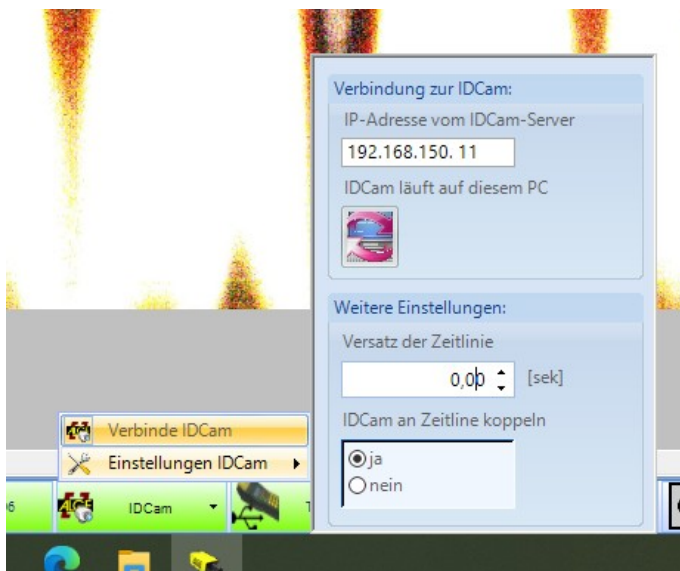 Verbindung zur IDCam:
IP-Adresse vom IDCam-Server
192.168.150. 11
IDCam läuft auf diesem PC
Weitere Einstellungen:
Versatz der Zeitlinie
0,00 [sek]
IDCam an Zeitline koppeln
ja
nein
Verbinde IDCam
Einstellungen IDCam
IDCam